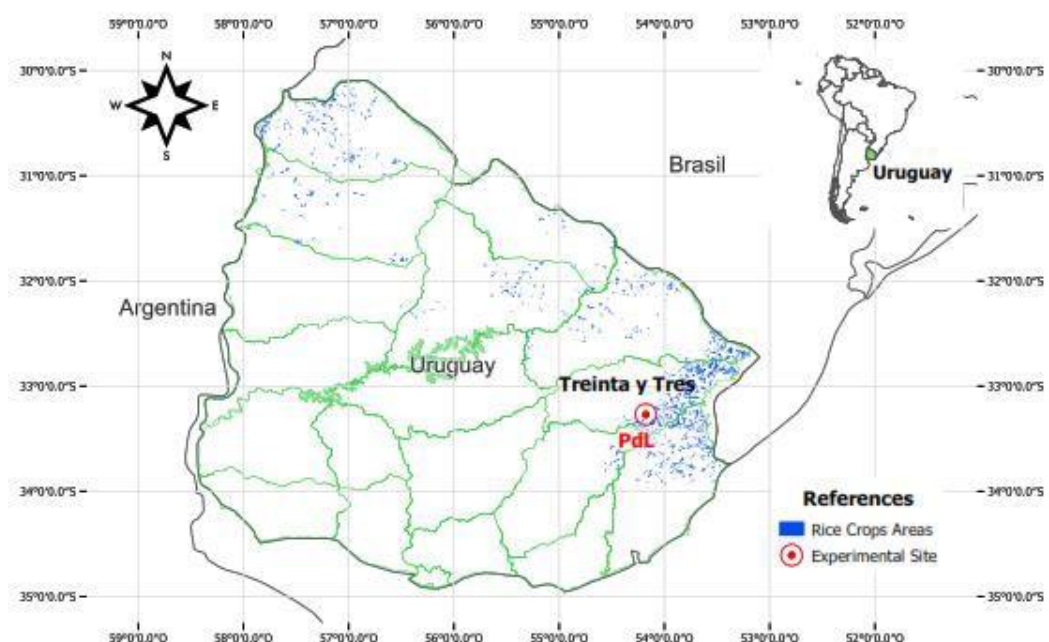 59°0'0.0"O 58°0'0.0"O 57°0'0.0"O 56°0'0.0"O 55°0'0.0"O 54°0'0.0"O 53°0'0.0"O 52°0'0.0"O
N
W E
S
30°0'0.0"S 30°0'0.0"S
31°0'0.0"S 31°0'0.0"S
32°0'0.0"S 32°0'0.0"S
33°0'0.0"S 33°0'0.0"S
34°0'0.0"S 34°0'0.0"S
35°0'0.0"S 35°0'0.0"S
Brasil
Uruguay
Argentina
Uruguay
Treinta y Tres
PdL
References
Rice Crops Areas
Experimental Site
59°0'0.0"O 58°0'0.0"O 57°0'0.0"O 56°0'0.0"O 55°0'0.0"O 54°0'0.0"O 53°0'0.0"O 52°0'0.0"O